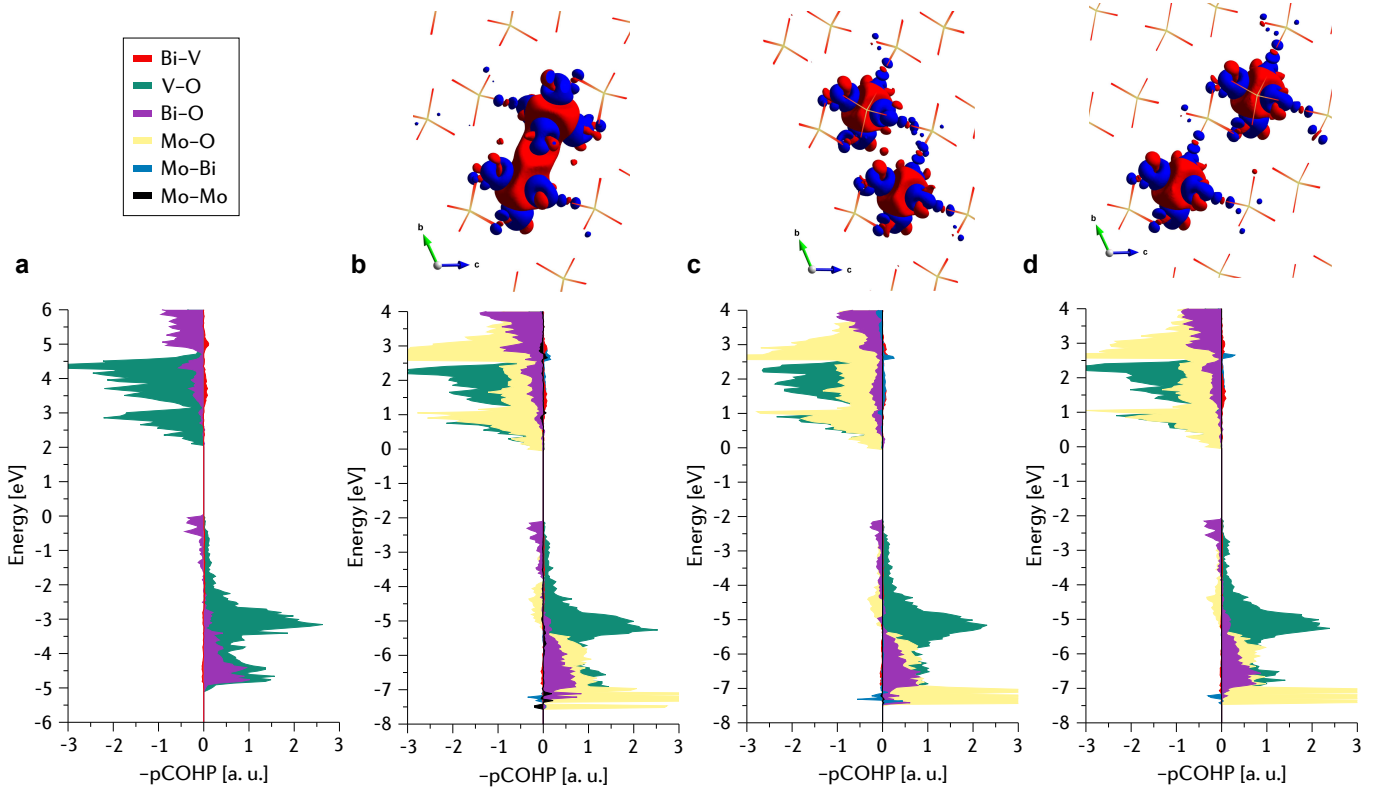 Bi–V
V–O
Bi–O
Mo–O
Mo–Bi
Mo–Mo
b
c
b
c
b
c
a
b
c
d
6
5
4
3
2
1
0
-1
-2
-3
-4
-5
-6
Energy [eV]
-3 -2 -1 0 1 2 3
–pCOHP [a. u.]
4
3
2
1
0
-1
-2
-3
-4
-5
-6
-7
-8
Energy [eV]
-3 -2 -1 0 1 2 3
–pCOHP [a. u.]
4
3
2
1
0
-1
-2
-3
-4
-5
-6
-7
-8
Energy [eV]
-3 -2 -1 0 1 2 3
–pCOHP [a. u.]
4
3
2
1
0
-1
-2
-3
-4
-5
-6
-7
-8
Energy [eV]
-3 -2 -1 0 1 2 3
–pCOHP [a. u.]